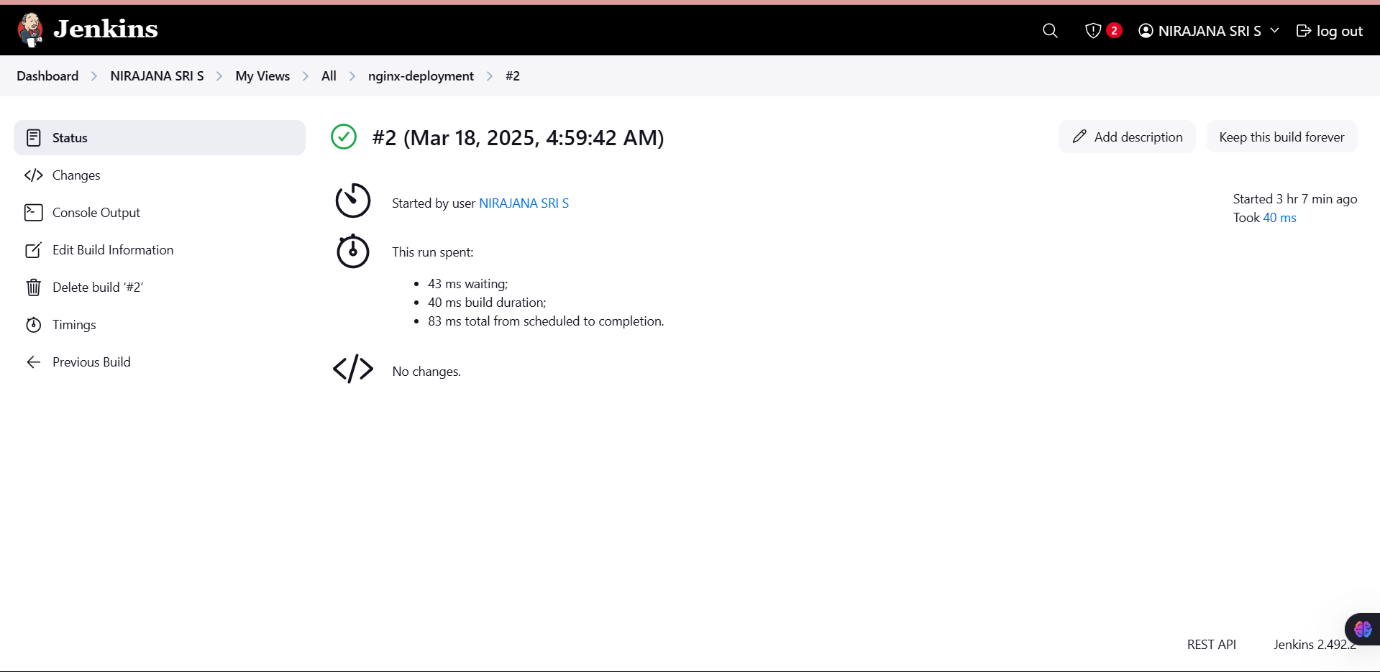 Jenkins
2
NIRAJANA SRI S
log out
Dashboard > NIRAJANA SRI S > My Views > All > nginx-deployment > #2
Status
Changes
Console Output
Edit Build Information
Delete build ‘#2’
Timings
Previous Build
#2 (Mar 18, 2025, 4:59:42 AM)
Add description
Keep this build forever
Started by user NIRAJANA SRI S
Started 3 hr 7 min ago
Took 40 ms
This run spent:
• 43 ms waiting;
• 40 ms build duration;
• 83 ms total from scheduled to completion.
No changes.
REST API
Jenkins 2.492.2